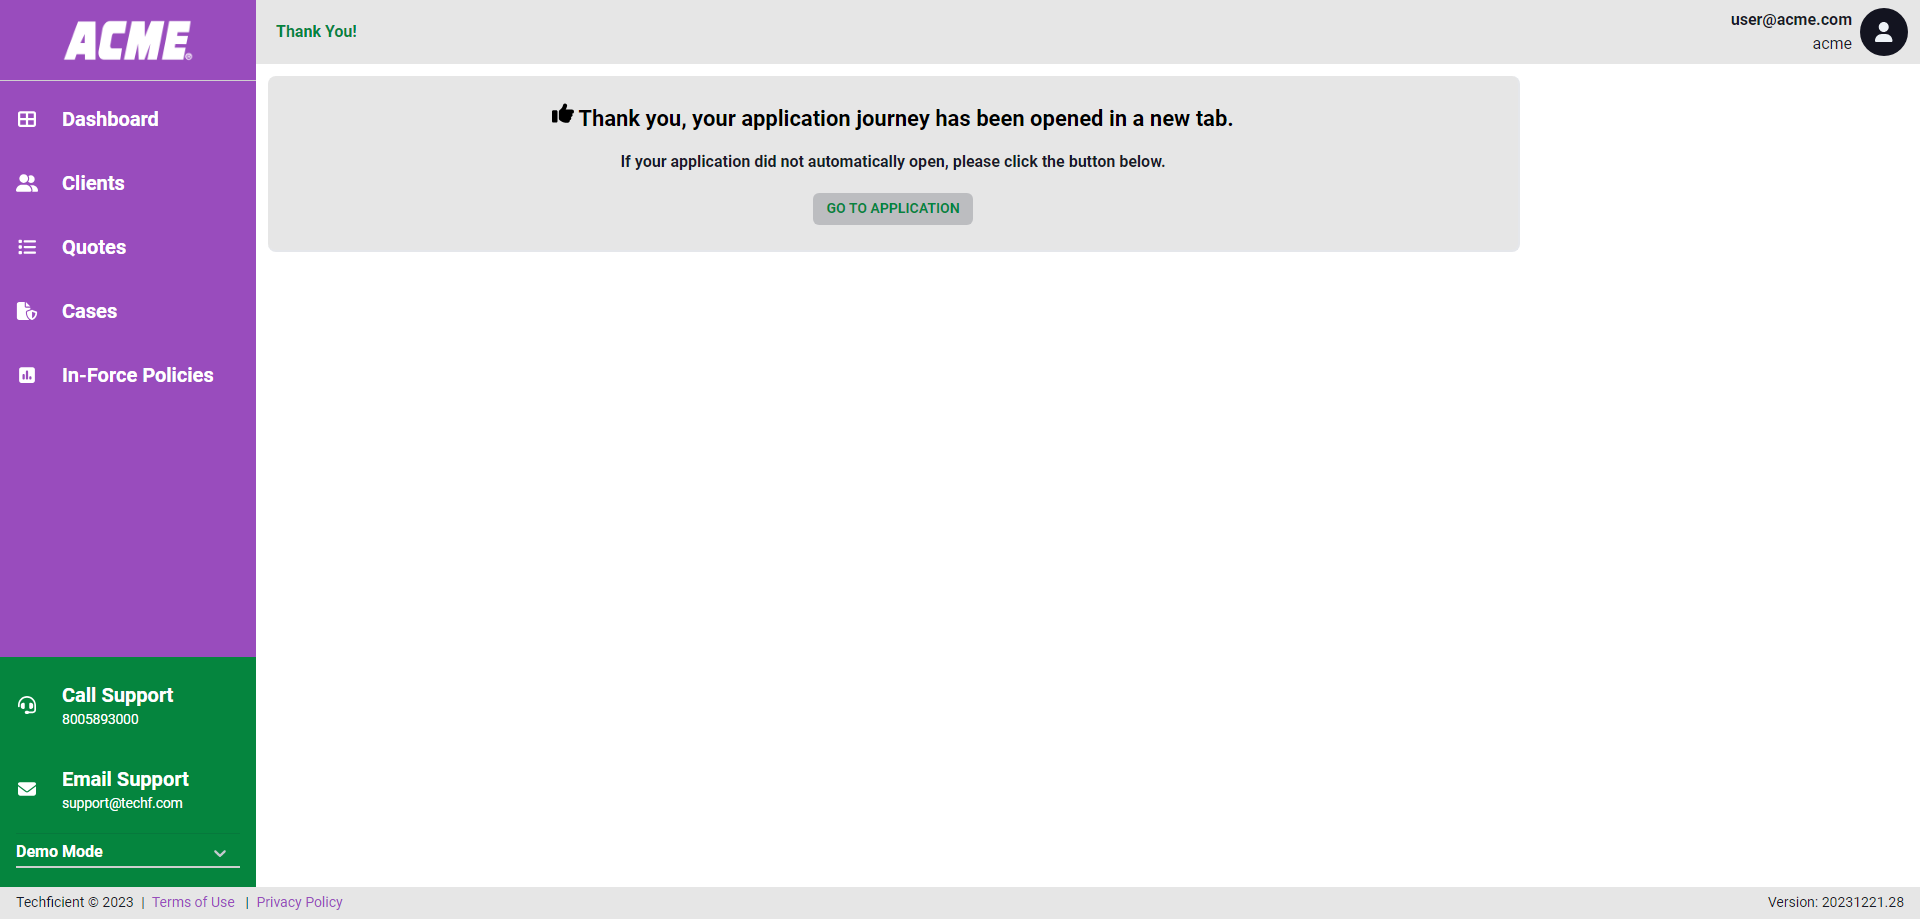 ACME®
Dashboard
Clients
Quotes
Cases
In-Force Policies
Call Support
8005893000
Email Support
support@techf.com
Demo Mode
Thank You!
user@acme.com
acme
Thank you, your application journey has been opened in a new tab.
If your application did not automatically open, please click the button below.
GO TO APPLICATION
Techficient © 2023 | Terms of Use | Privacy Policy
Version: 20231221.28